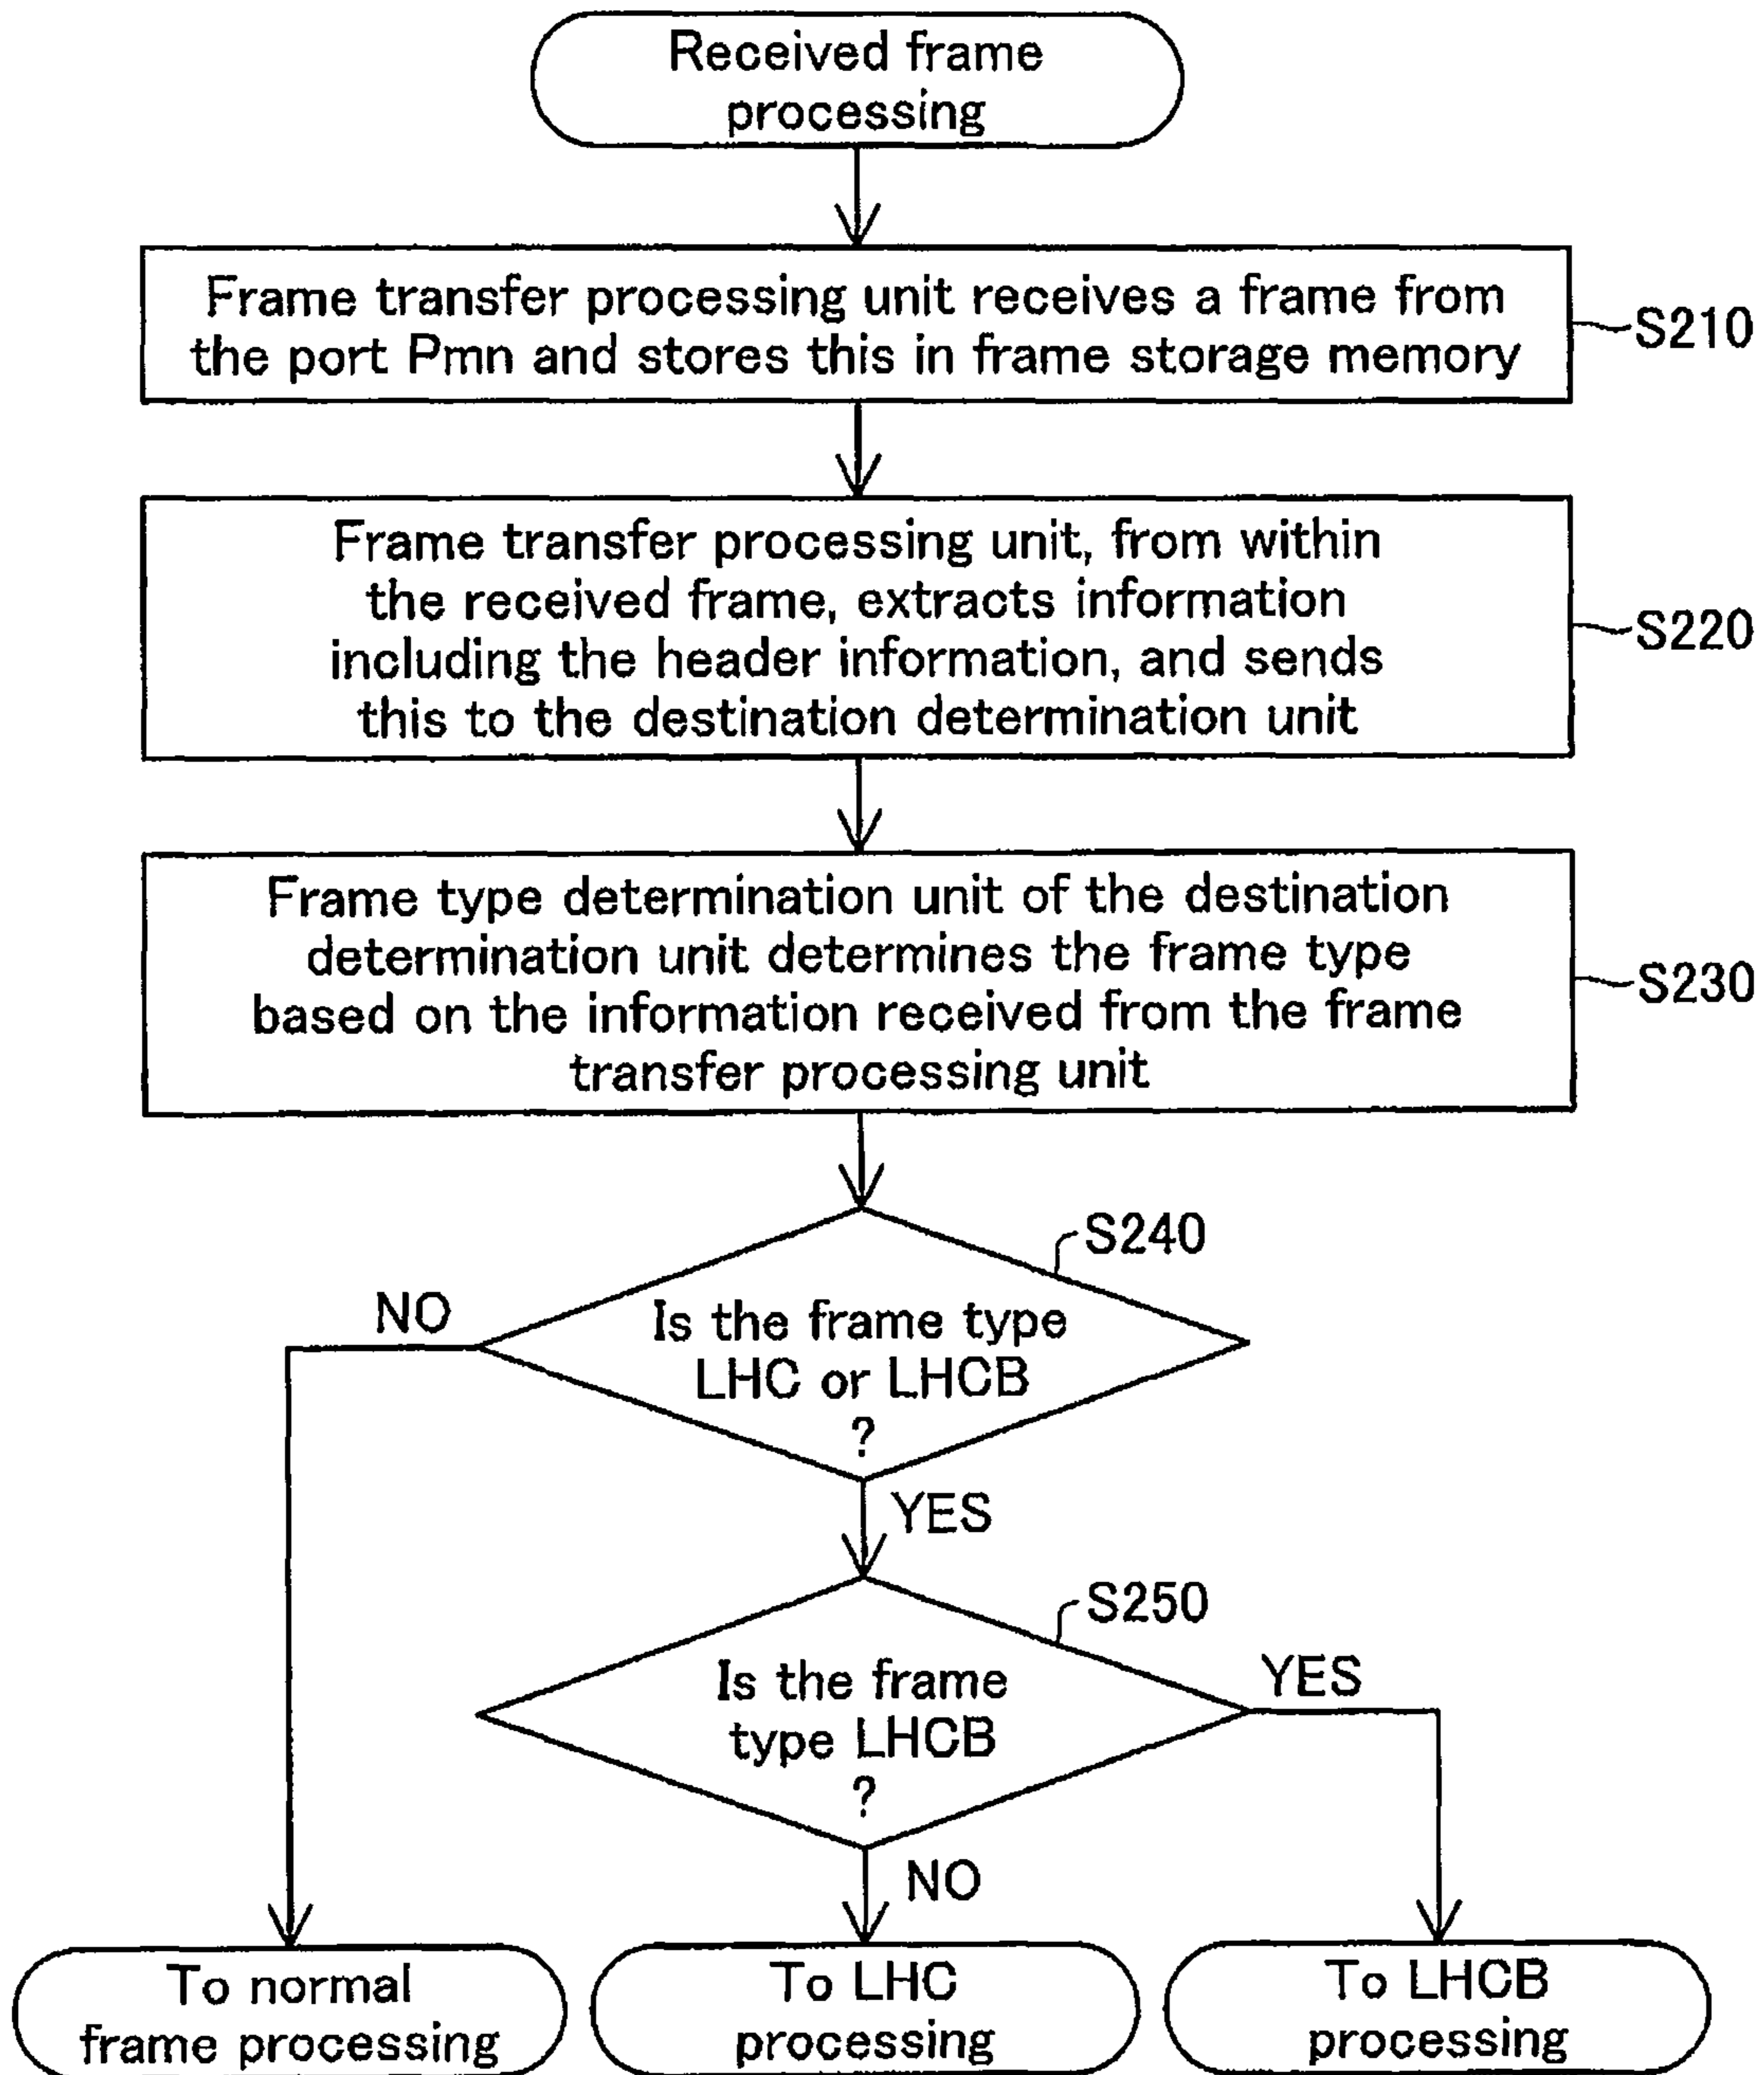 Received frame
processing
Frame transfer processing unit receives a frame from
the port Pmn and stores this in frame storage memory
S210
Frame transfer processing unit, from within
the received frame, extracts information
including the header information, and sends
this to the destination determination unit
S220
Frame type determination unit of the destination
determination unit determines the frame type
based on the information received from the frame
transfer processing unit
S230
S240
NO
Is the frame type
LHC or LHCB
?
YES
S250
Is the frame
type LHCB
?
YES
NO
To normal
frame processing
To LHC
processing
To LHCB
processing